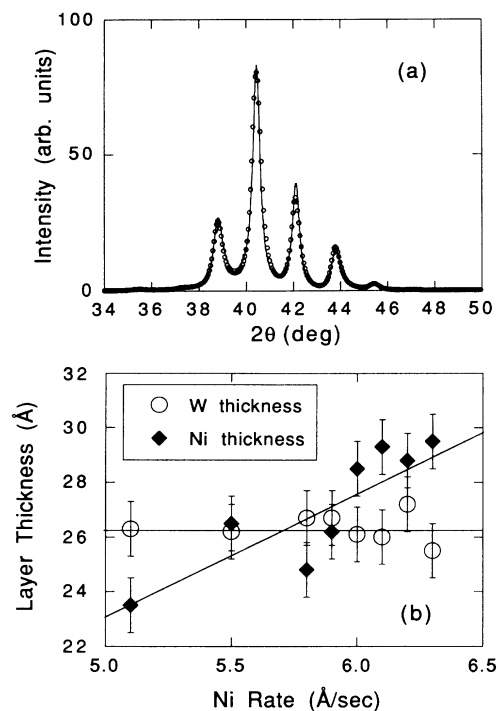 100
(a)
50
0
Intensity (arb. units)
34 36 38 40 42 44 46 48 50
2θ (deg)
32
30
28
26
24
22
Layer Thickness (Å)
W thickness
Ni thickness
(b)
5.0 5.5 6.0 6.5
Ni Rate (Å/sec)